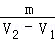 m
V₂ - V₁